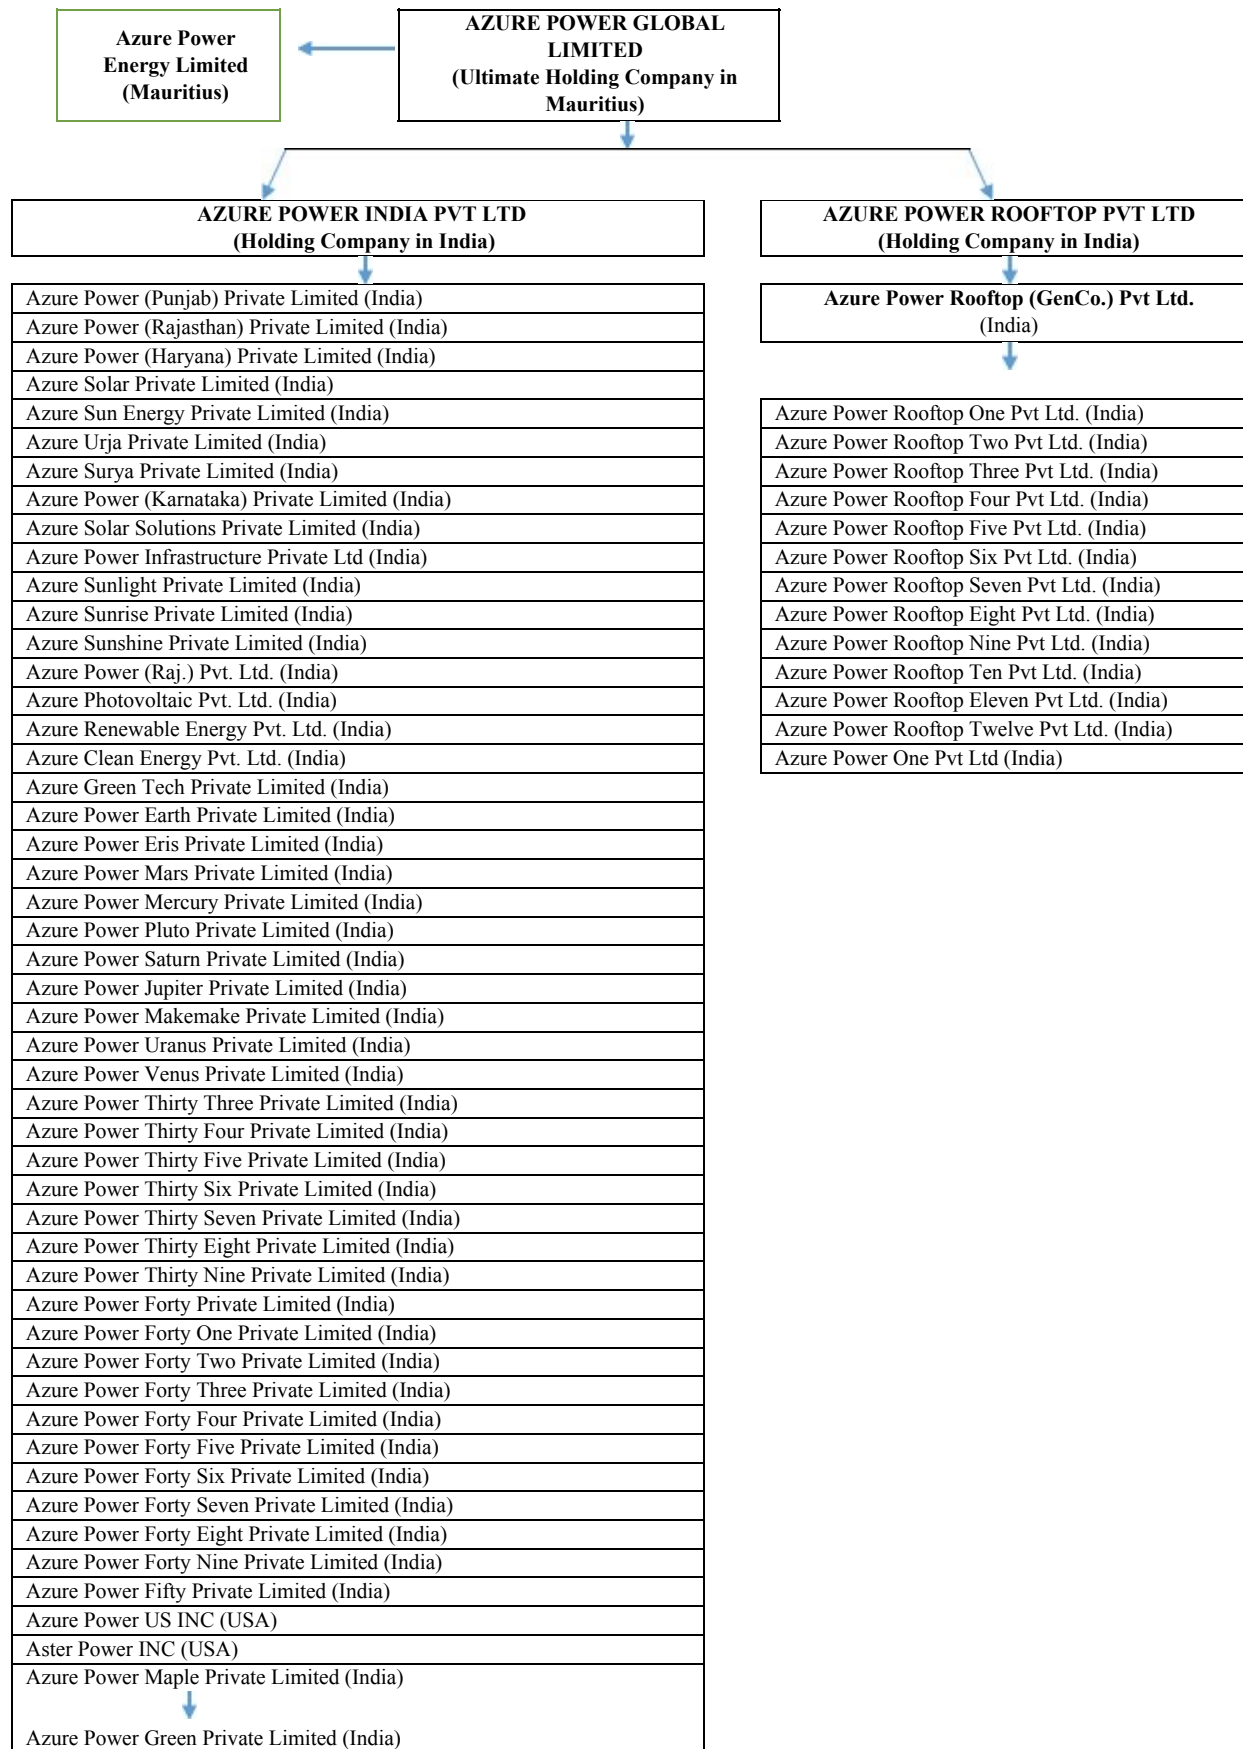 Azure Power
Energy Limited
(Mauritius)
AZURE POWER GLOBAL
LIMITED
(Ultimate Holding Company in
Mauritius)
AZURE POWER INDIA PVT LTD
(Holding Company in India)
Azure Power (Punjab) Private Limited (India)
Azure Power (Rajasthan) Private Limited (India)
Azure Power (Haryana) Private Limited (India)
Azure Solar Private Limited (India)
Azure Sun Energy Private Limited (India)
Azure Urja Private Limited (India)
Azure Surya Private Limited (India)
Azure Power (Karnataka) Private Limited (India)
Azure Solar Solutions Private Limited (India)
Azure Power Infrastructure Private Ltd (India)
Azure Sunlight Private Limited (India)
Azure Sunrise Private Limited (India)
Azure Sunshine Private Limited (India)
Azure Power (Raj.) Pvt. Ltd. (India)
Azure Photovoltaic Pvt. Ltd. (India)
Azure Renewable Energy Pvt. Ltd. (India)
Azure Clean Energy Pvt. Ltd. (India)
Azure Green Tech Private Limited (India)
Azure Power Earth Private Limited (India)
Azure Power Eris Private Limited (India)
Azure Power Mars Private Limited (India)
Azure Power Mercury Private Limited (India)
Azure Power Pluto Private Limited (India)
Azure Power Saturn Private Limited (India)
Azure Power Jupiter Private Limited (India)
Azure Power Makemake Private Limited (India)
Azure Power Uranus Private Limited (India)
Azure Power Venus Private Limited (India)
Azure Power Thirty Three Private Limited (India)
Azure Power Thirty Four Private Limited (India)
Azure Power Thirty Five Private Limited (India)
Azure Power Thirty Six Private Limited (India)
Azure Power Thirty Seven Private Limited (India)
Azure Power Thirty Eight Private Limited (India)
Azure Power Thirty Nine Private Limited (India)
Azure Power Forty Private Limited (India)
Azure Power Forty One Private Limited (India)
Azure Power Forty Two Private Limited (India)
Azure Power Forty Three Private Limited (India)
Azure Power Forty Four Private Limited (India)
Azure Power Forty Five Private Limited (India)
Azure Power Forty Six Private Limited (India)
Azure Power Forty Seven Private Limited (India)
Azure Power Forty Eight Private Limited (India)
Azure Power Forty Nine Private Limited (India)
Azure Power Fifty Private Limited (India)
Azure Power US INC (USA)
Aster Power INC (USA)
Azure Power Maple Private Limited (India)
Azure Power Green Private Limited (India)
AZURE POWER ROOFTOP PVT LTD
(Holding Company in India)
Azure Power Rooftop (GenCo.) Pvt Ltd.
(India)
Azure Power Rooftop One Pvt Ltd. (India)
Azure Power Rooftop Two Pvt Ltd. (India)
Azure Power Rooftop Three Pvt Ltd. (India)
Azure Power Rooftop Four Pvt Ltd. (India)
Azure Power Rooftop Five Pvt Ltd. (India)
Azure Power Rooftop Six Pvt Ltd. (India)
Azure Power Rooftop Seven Pvt Ltd. (India)
Azure Power Rooftop Eight Pvt Ltd. (India)
Azure Power Rooftop Nine Pvt Ltd. (India)
Azure Power Rooftop Ten Pvt Ltd. (India)
Azure Power Rooftop Eleven Pvt Ltd. (India)
Azure Power Rooftop Twelve Pvt Ltd. (India)
Azure Power One Pvt Ltd (India)